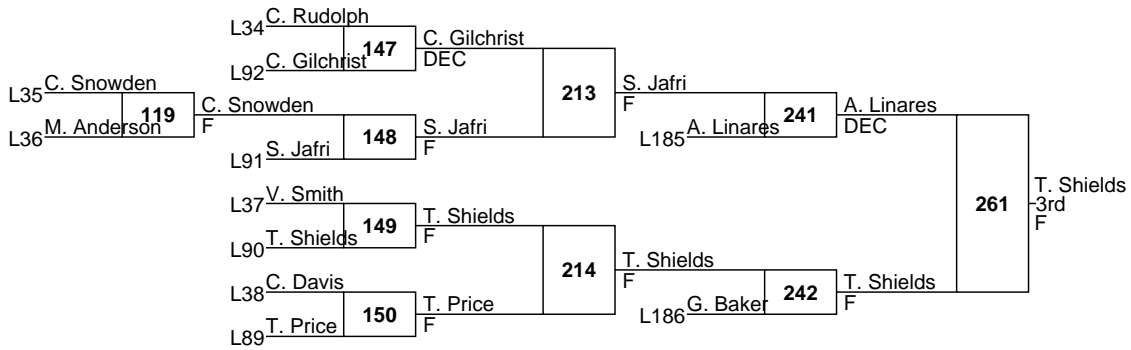 L34 C. Rudolph
147
L92 C. Gilchrist
C. Gilchrist
DEC
L35 C. Snowden
119
L36 M. Anderson
C. Snowden
F
148
L91 S. Jafri
S. Jafri
F
213
S. Jafri
F
L185 A. Linares
241
A. Linares
DEC
L37 V. Smith
149
L90 T. Shields
T. Shields
F
L38 C. Davis
150
L89 T. Price
T. Price
F
214
T. Shields
F
L186 G. Baker
242
T. Shields
F
261
T. Shields
3rd
F